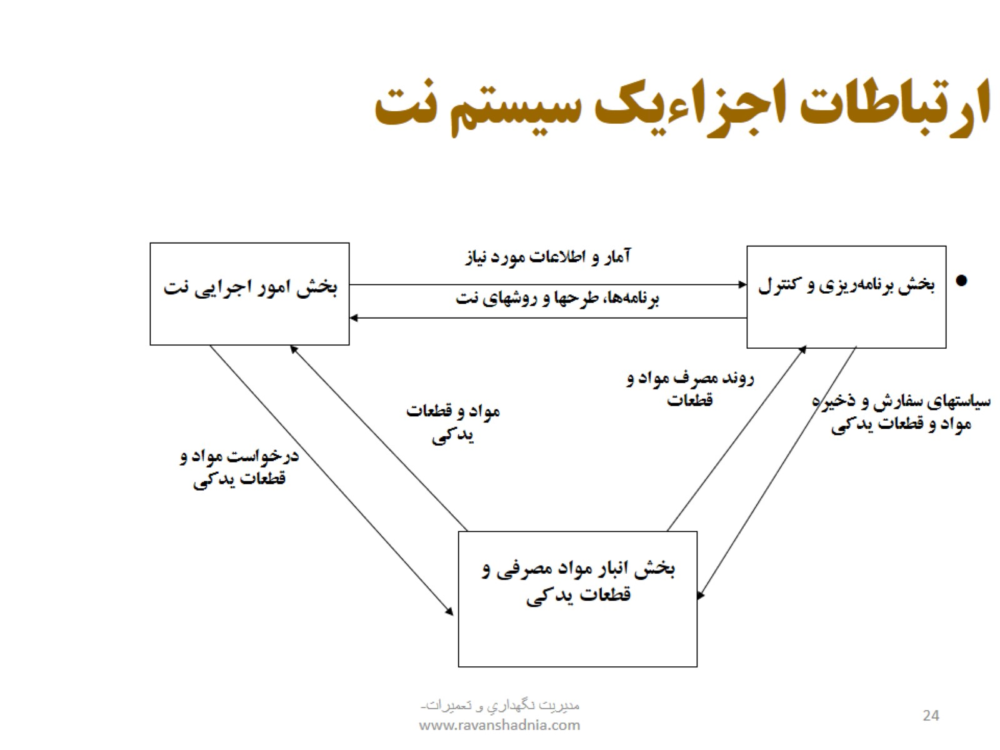 ارتباطات اجزاءیک سیستم نت
آمار و اطلاعات مورد نیاز
• بخش برنامه‌ریزی و کنترل
بخش امور اجرایی نت
برنامه‌ها، طرحها و روشهای نت
روند مصرف مواد و
قطعات
سیاستهای سفارش و ذخیره
مواد و قطعات یدکی
مواد و قطعات
یدکی
درخواست مواد و
قطعات یدکی
بخش انبار مواد مصرفی و
قطعات یدکی
مديريت نگهداري و تعميرات-
www.ravanshadnia.com
24